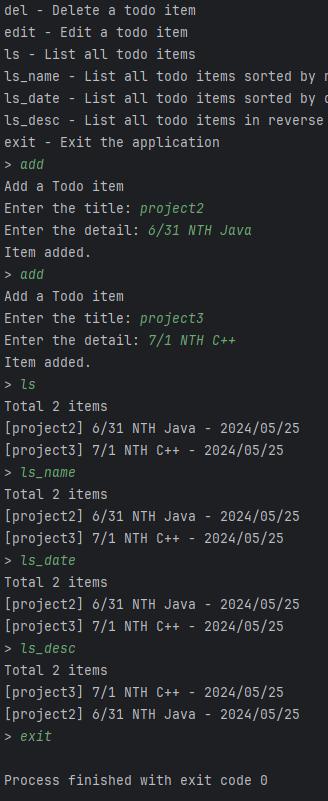 del - Delete a todo item
edit - Edit a todo item
ls - List all todo items
ls_name - List all todo items sorted by
ls_date - List all todo items sorted by
ls_desc - List all todo items in reverse
exit - Exit the application
> add
Add a Todo item
Enter the title: project2
Enter the detail: 6/31 NTH Java
Item added.
> add
Add a Todo item
Enter the title: project3
Enter the detail: 7/1 NTH C++
Item added.
> ls
Total 2 items
[project2] 6/31 NTH Java - 2024/05/25
[project3] 7/1 NTH C++ - 2024/05/25
> ls_name
Total 2 items
[project2] 6/31 NTH Java - 2024/05/25
[project3] 7/1 NTH C++ - 2024/05/25
> ls_date
Total 2 items
[project2] 6/31 NTH Java - 2024/05/25
[project3] 7/1 NTH C++ - 2024/05/25
> ls_desc
Total 2 items
[project3] 7/1 NTH C++ - 2024/05/25
[project2] 6/31 NTH Java - 2024/05/25
> exit
Process finished with exit code 0